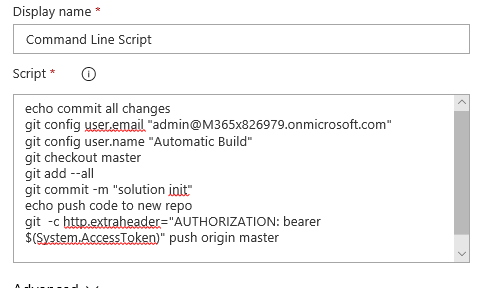 Display name *
Command Line Script
Script *
echo commit all changes
git config user.email "admin@M365x826979.onmicrosoft.com"
git config user.name "Automatic Build"
git checkout master
git add --all
git commit -m "solution init"
echo push code to new repo
git  -c http.extraheader="AUTHORIZATION: bearer
$(System.AccessToken)" push origin master